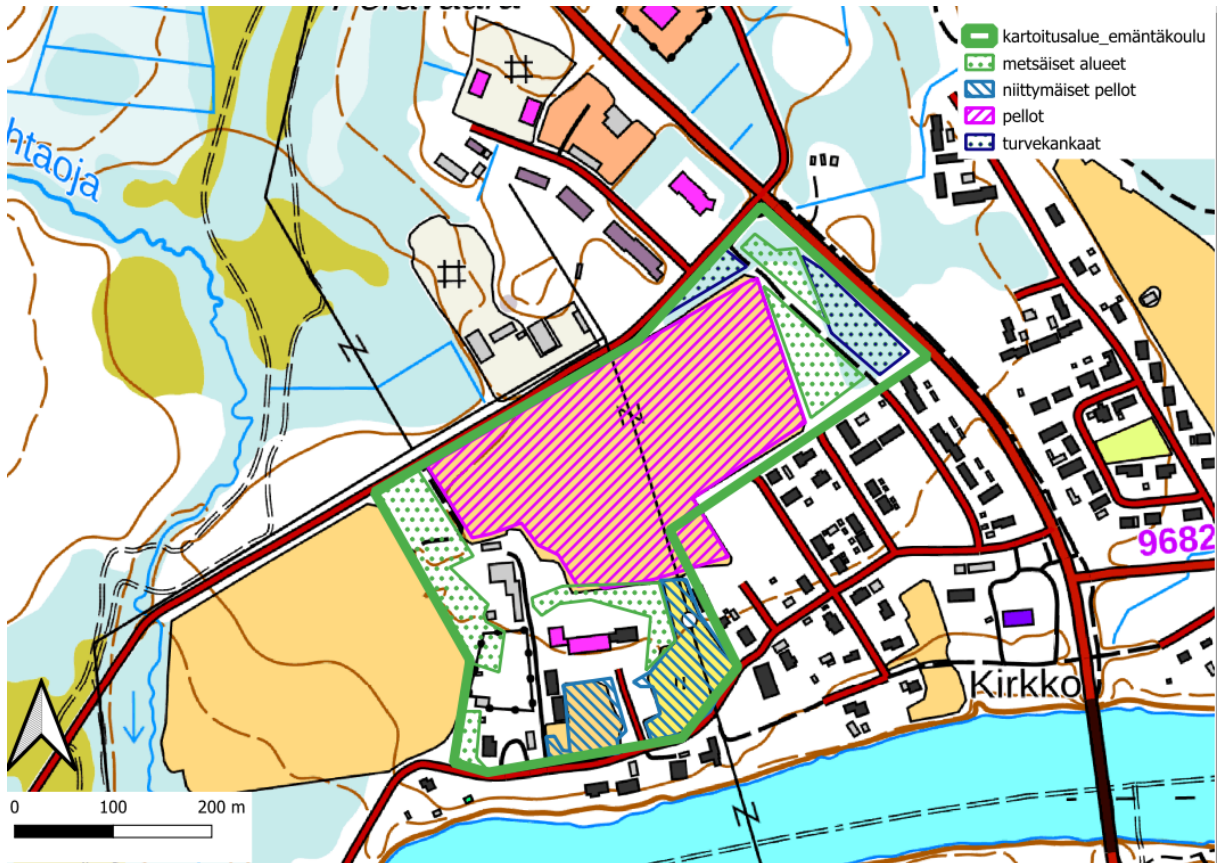 kartoitusalue_emäntäkoulu
metsäiset alueet
niittymäiset pellot
pellot
turvekankaat
htaoja
9682
Kirkko
0 100 200 m